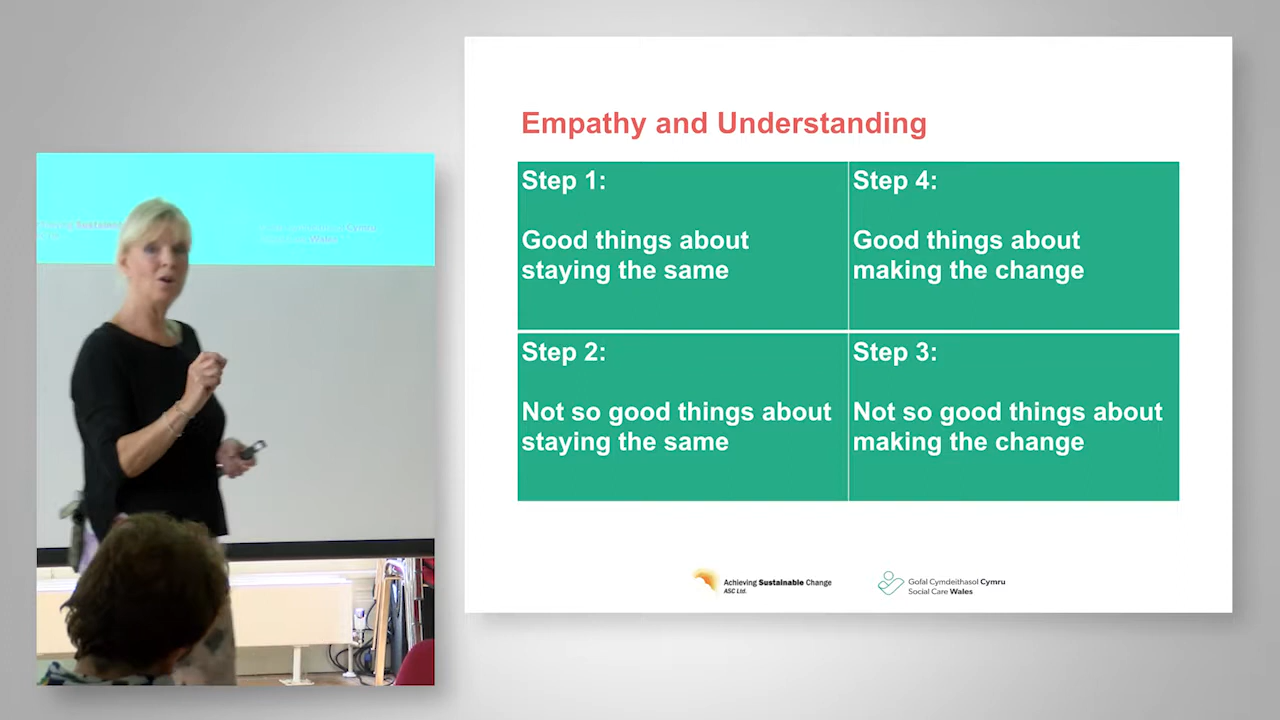 Empathy and Understanding
Step 1:
Good things about
staying the same
Step 4:
Good things about
making the change
Step 2:
Not so good things about
staying the same
Step 3:
Not so good things about
making the change
Achieving Sustainable Change
ASC Ltd.
Gofal Cymdeithasol Cymru
Social Care Wales